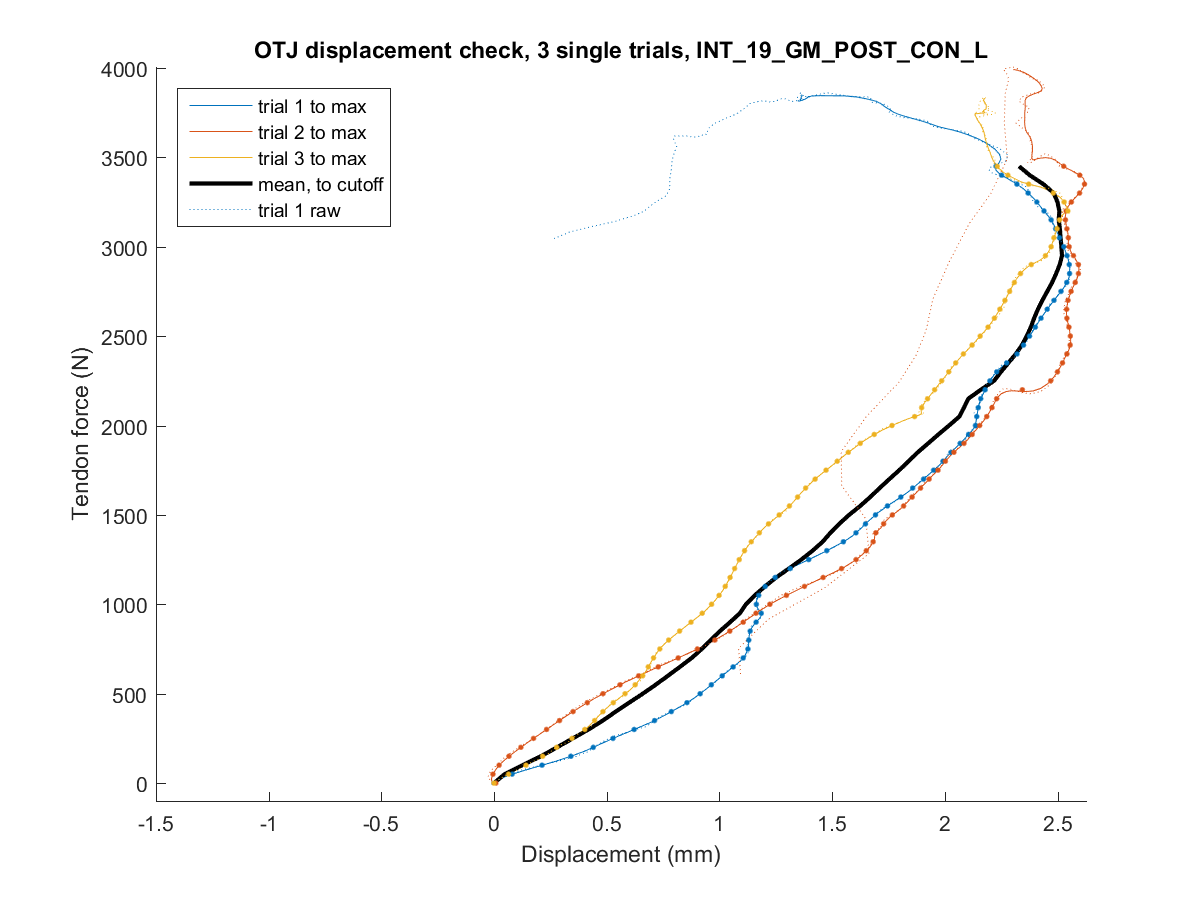 OTJ displacement check, 3 single trials, INT_19_GM_POST_CON_L
trial 1 to max
trial 2 to max
trial 3 to max
mean, to cutoff
trial 1 raw
Tendon force (N)
4000
3500
3000
2500
2000
1500
1000
500
0
-1.5
-1
-0.5
0
0.5
1
1.5
2
2.5
Displacement (mm)